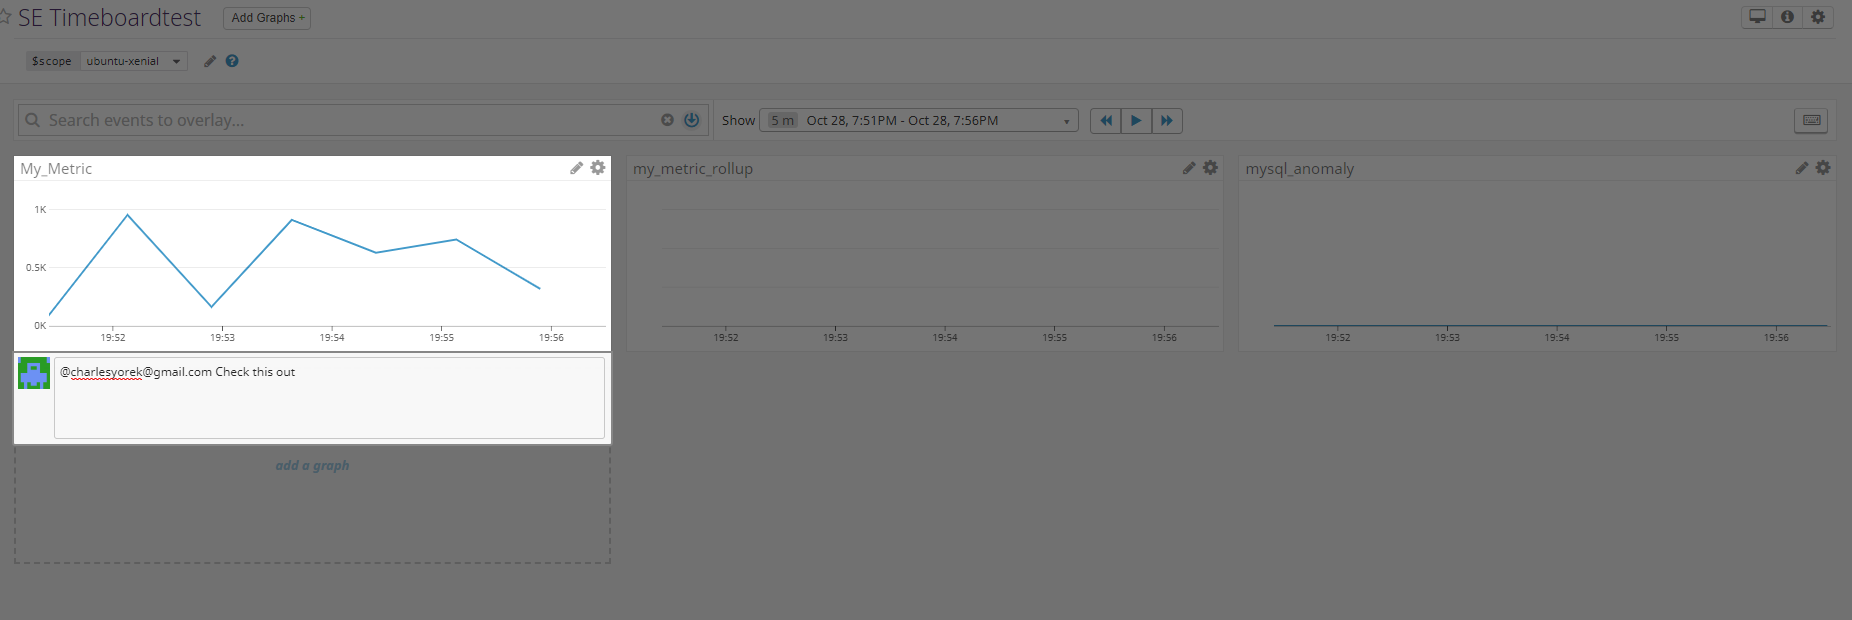 SE Timeboardtest
Add Graphs +
$scope ubuntu-xenial
Search events to overlay...
Show 5 m Oct 28, 7:51PM - Oct 28, 7:56PM
My_Metric
1K
0.5K
0K
19:52 19:53 19:54 19:55 19:56
@charlesyorek@gmail.com Check this out
add a graph
my_metric_rollup
19:52 19:53 19:54 19:55 19:56
mysql_anomaly
19:52 19:53 19:54 19:55 19:56